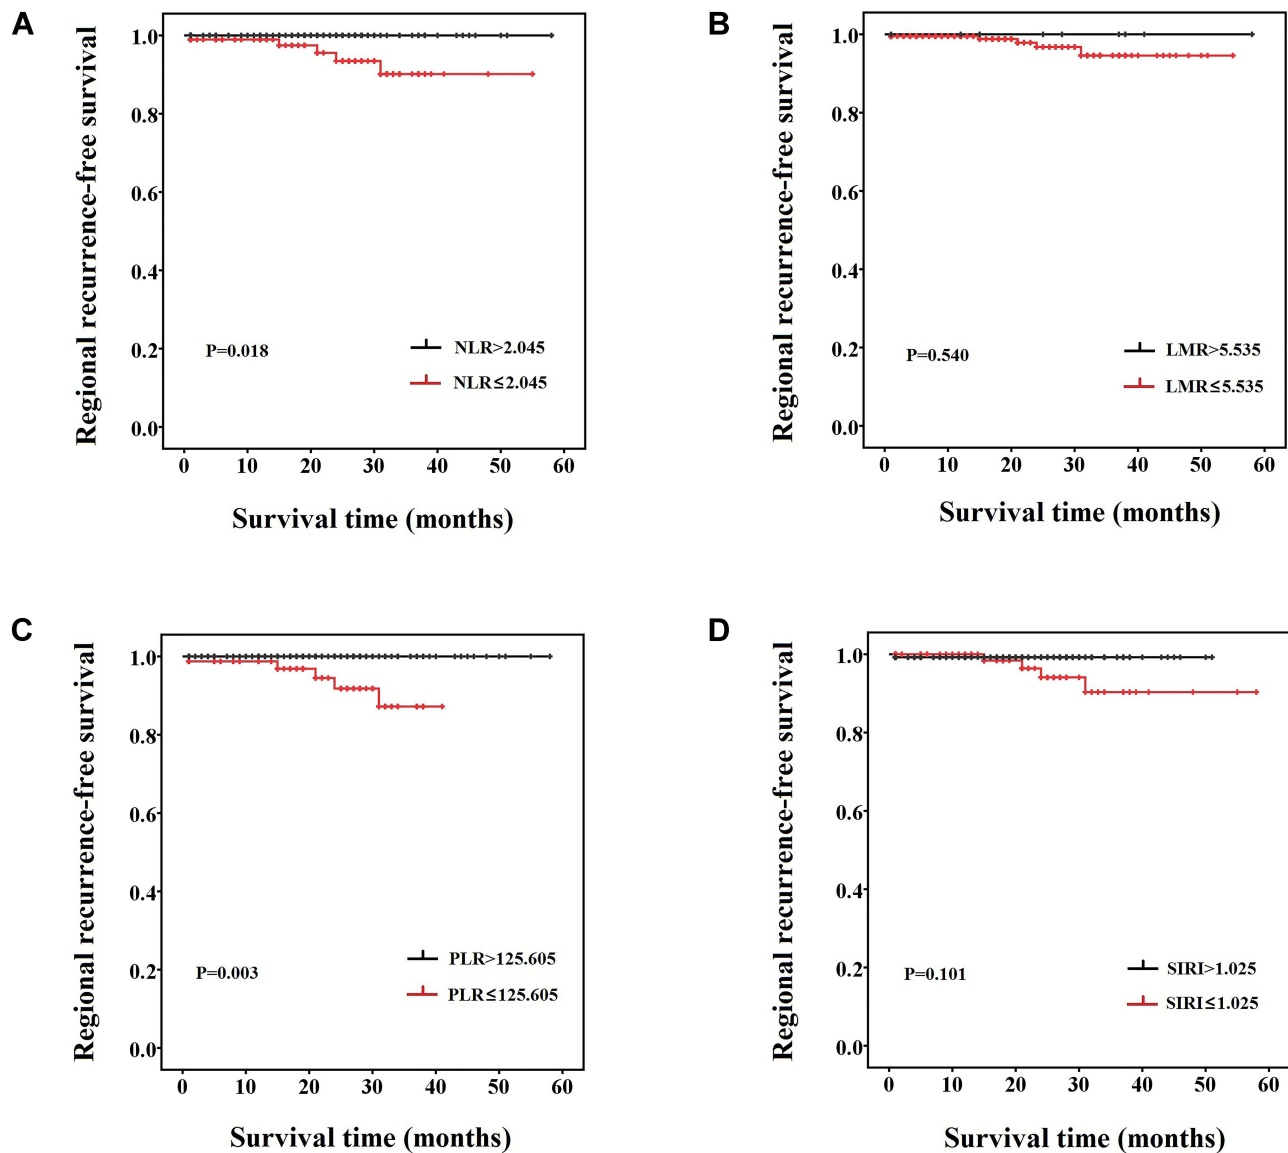 A
Regional recurrence-free survival
1.0
0.8
0.6
0.4
0.2
0.0
P=0.018
NLR>2.045
NLR≤2.045
0 10 20 30 40 50 60
Survival time (months)
B
Regional recurrence-free survival
1.0
0.8
0.6
0.4
0.2
0.0
P=0.540
LMR>5.535
LMR≤5.535
0 10 20 30 40 50 60
Survival time (months)
C
Regional recurrence-free survival
1.0
0.8
0.6
0.4
0.2
0.0
P=0.003
PLR>125.605
PLR≤125.605
0 10 20 30 40 50 60
Survival time (months)
D
Regional recurrence-free survival
1.0
0.8
0.6
0.4
0.2
0.0
P=0.101
SIRI>1.025
SIRI≤1.025
0 10 20 30 40 50 60
Survival time (months)